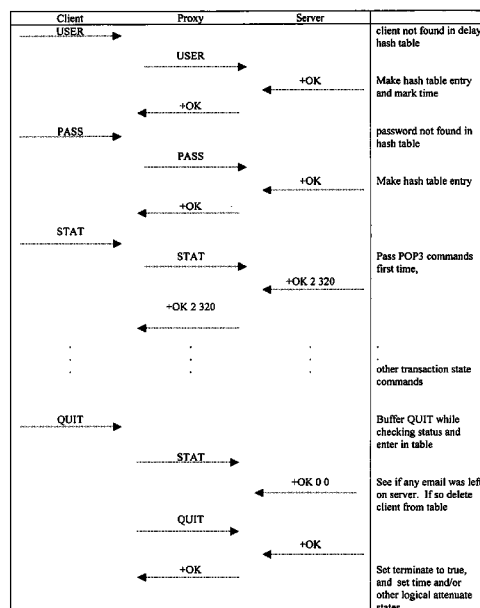 Client Proxy Server
USER client not found in delay
hash table
USER
+OK Make hash table entry
and mark time
+OK
PASS password not found in
hash table
PASS
+OK Make hash table entry
+OK
STAT
STAT Pass POP3 commands
first time,
+OK 2 320
+OK 2 320
. . . .
. . . .
. . .
other transaction state
commands
QUIT Buffer QUIT while
checking status and
enter in table
STAT
+OK 0 0 See if any email was left
on server. If so delete
client from table
QUIT
+OK
+OK Set terminate to true,
and set time and/or
other logical attenuate
states